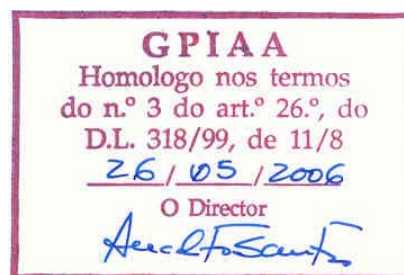 GPIAA
Homologo nos termos
do n.º 3 do art.º 26.º, do
D.L. 318/99, de 11/8
26/05/2006
O Director